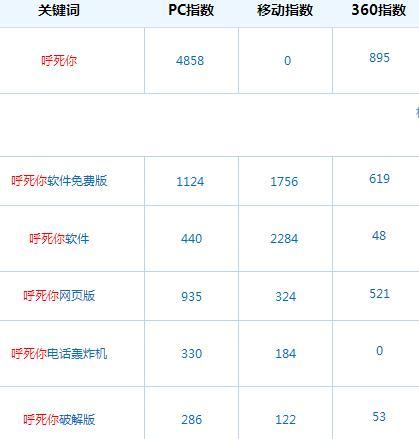 关键词 PC指数 移动指数 360指数
呼死你 4858 0 895
呼死你软件免费版 1124 1756 619
呼死你软件 440 2284 48
呼死你网页版 935 324 521
呼死你电话轰炸机 330 184 0
呼死你破解版 286 122 53